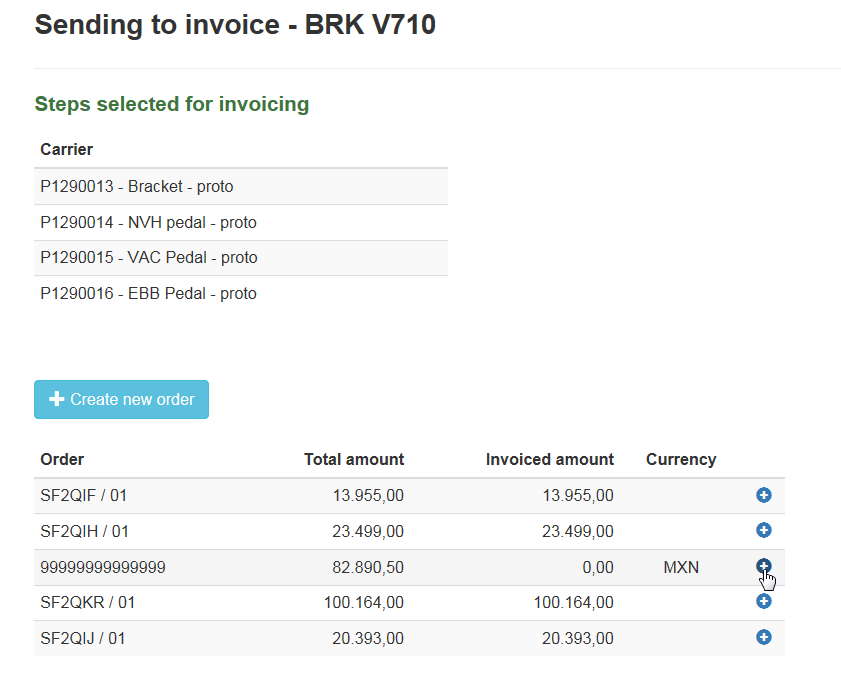 Sending to invoice - BRK V710
Steps selected for invoicing
Carrier
P1290013 - Bracket - proto
P1290014 - NVH pedal - proto
P1290015 - VAC Pedal - proto
P1290016 - EBB Pedal - proto
Create new order
Order Total amount Invoiced amount Currency
SF2QIF / 01 13.955,00 13.955,00
SF2QIH / 01 23.499,00 23.499,00
99999999999999 82.890,50 0,00 MXN
SF2QKR / 01 100.164,00 100.164,00
SF2QIJ / 01 20.393,00 20.393,00